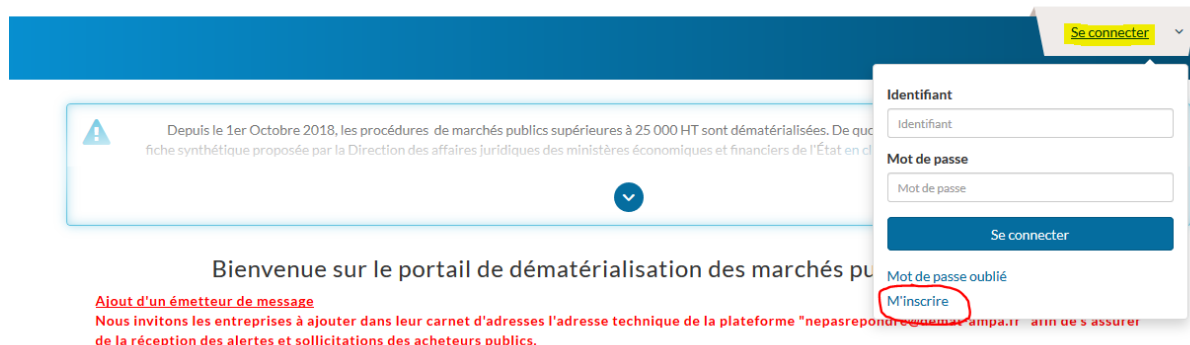 Se connecter
Identifiant
Identifiant
Mot de passe
Mot de passe
Se connecter
Mot de passe oublié
M'inscrire
Depuis le 1er Octobre 2018, les procédures de marchés publics supérieures à 25 000 HT sont dématérialisées. De quo
fiche synthétique proposée par la Direction des affaires juridiques des ministères économiques et financiers de l'État en cl
Bienvenue sur le portail de dématérialisation des marchés pu
Ajout d'un émetteur de message
Nous invitons les entreprises à ajouter dans leur carnet d'adresses l'adresse technique de la plateforme "nepasrepondre@demat-ampa.fr" afin de s'assurer
de la réception des alertes et sollicitations des acheteurs publics.